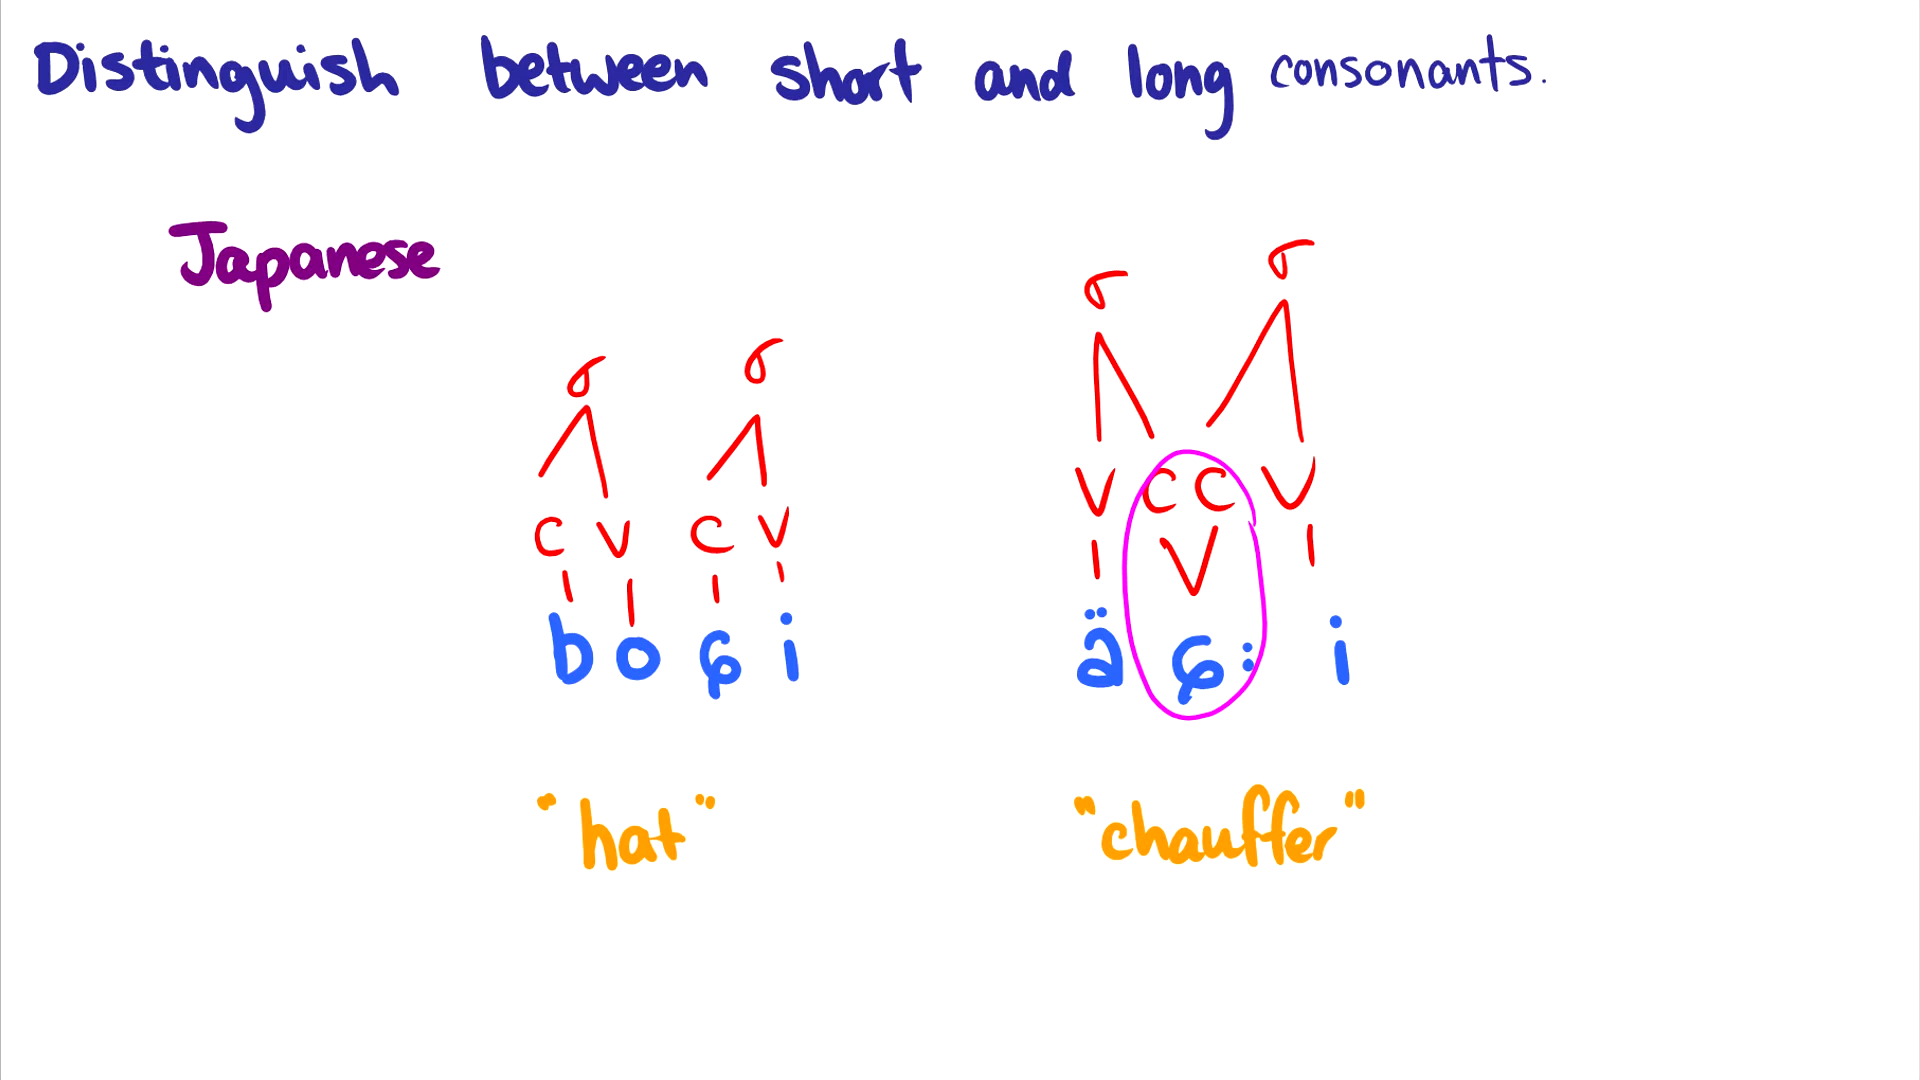 Distinguish between short and long consonants.
Japanese
σ σ σ σ
C V C V V C C V
b o ɕ i ä ɕ: i
"hat" "chauffer"